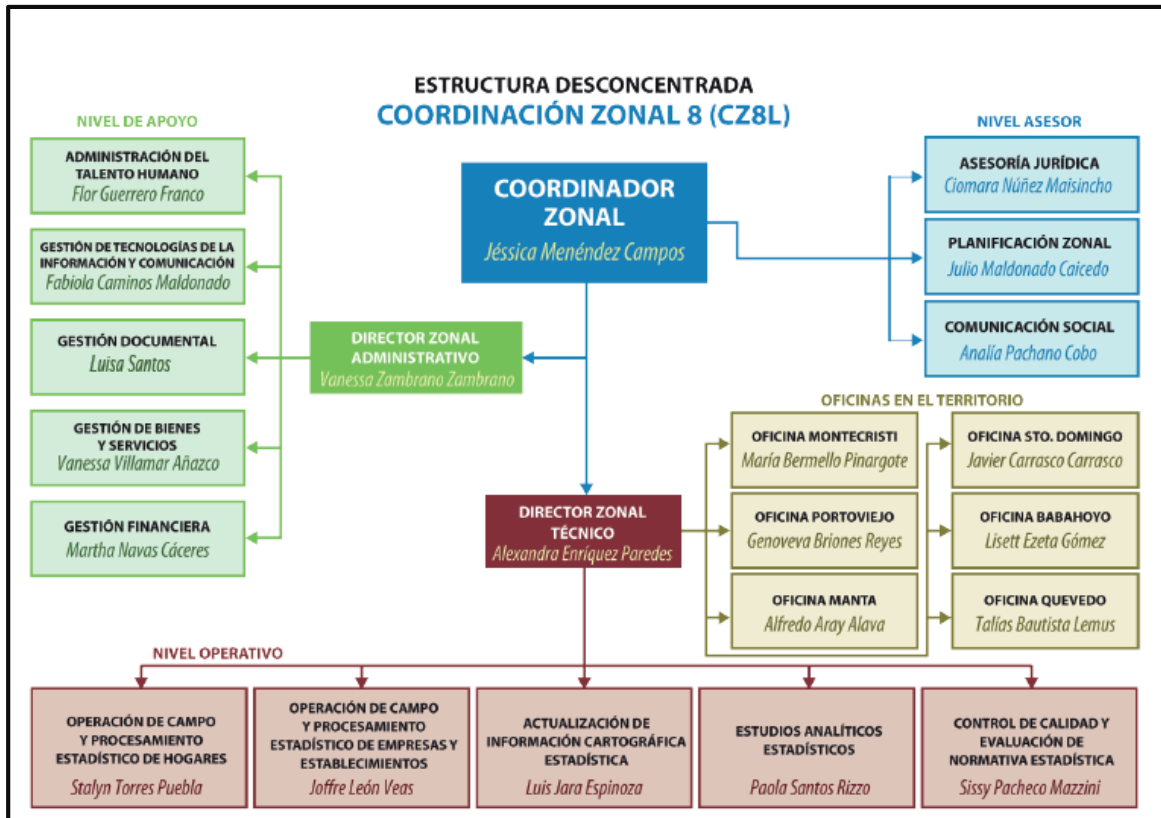 ESTRUCTURA DESCONCENTRADA
COORDINACIÓN ZONAL 8 (CZ8L)
NIVEL DE APOYO
ADMINISTRACIÓN DEL
TALENTO HUMANO
Flor Guerrero Franco
GESTIÓN DE TECNOLOGÍAS DE LA
INFORMACIÓN Y COMUNICACIÓN
Fabiola Caminos Maldonado
GESTIÓN DOCUMENTAL
Luisa Santos
GESTIÓN DE BIENES
Y SERVICIOS
Vanessa Villamar Añazco
GESTIÓN FINANCIERA
Martha Navas Cáceres
COORDINADOR
ZONAL
Jéssica Menéndez Campos
DIRECTOR ZONAL
ADMINISTRATIVO
Vanessa Zambrano Zambrano
NIVEL ASESOR
ASESORÍA JURÍDICA
Ciomara Núñez Maisincho
PLANIFICACIÓN ZONAL
Julio Maldonado Caicedo
COMUNICACIÓN SOCIAL
Analía Pachano Cobo
DIRECTOR ZONAL
TÉCNICO
Alexandra Enríquez Paredes
OFICINAS EN EL TERRITORIO
OFICINA MONTECRISTI
María Bermello Pinargote
OFICINA PORTOVIEJO
Genoveva Briones Reyes
OFICINA MANTA
Alfredo Aray Alava
OFICINA STO. DOMINGO
Javier Carrasco Carrasco
OFICINA BABAHOYO
Lisett Ezeta Gómez
OFICINA QUEVEDO
Talías Bautista Lemus
NIVEL OPERATIVO
OPERACIÓN DE CAMPO
Y PROCESAMIENTO
ESTADÍSTICO DE HOGARES
Stalyn Torres Puebla
OPERACIÓN DE CAMPO
Y PROCESAMIENTO
ESTADÍSTICO DE EMPRESAS Y
ESTABLECIMIENTOS
Joffre León Veas
ACTUALIZACIÓN DE
INFORMACIÓN CARTOGRÁFICA
ESTADÍSTICA
Luis Jara Espinoza
ESTUDIOS ANALÍTICOS
ESTADÍSTICOS
Paola Santos Rizzo
CONTROL DE CALIDAD Y
EVALUACIÓN DE
NORMATIVA ESTADÍSTICA
Sissy Pacheco Mazzini